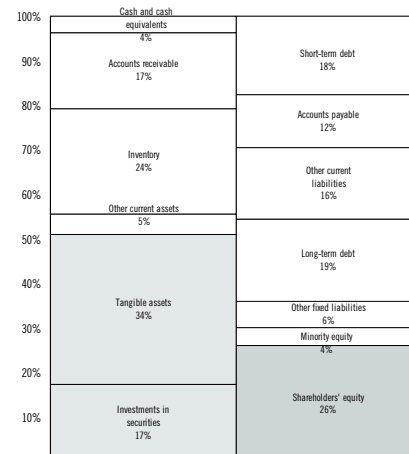 100%
90%
80%
70%
60%
50%
40%
30%
20%
10%
Cash and cash
equivalents
4%
Accounts receivable
17%
Inventory
24%
Other current assets
5%
Tangible assets
34%
Investments in
securities
17%
Short-term debt
18%
Accounts payable
12%
Other current
liabilities
16%
Long-term debt
19%
Other fixed liabilities
6%
Minority equity
4%
Shareholders' equity
26%